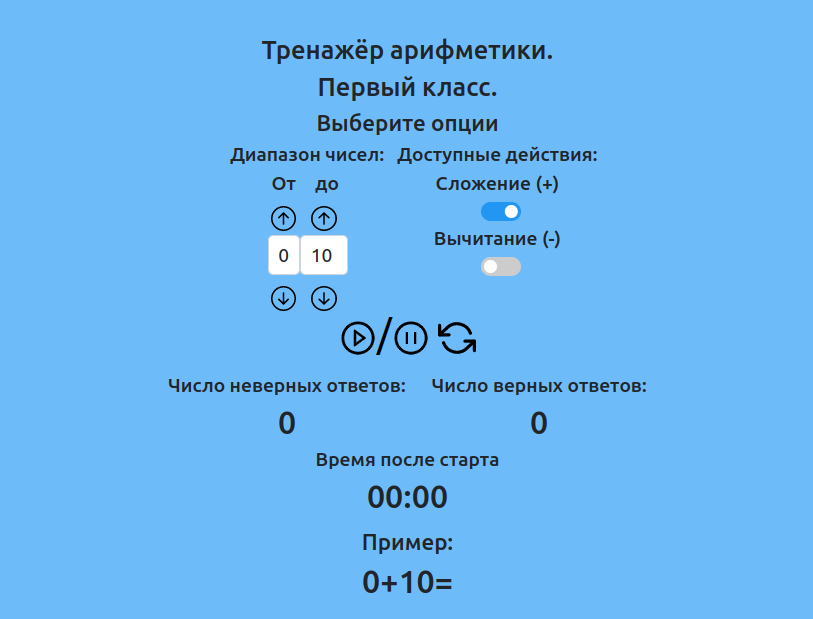 Тренажёр арифметики.
Первый класс.
Выберите опции
Диапазон чисел: Доступные действия:
От до
Сложение (+)
Вычитание (-)
0 10
/
Число неверных ответов: Число верных ответов:
0 0
Время после старта
00:00
Пример:
0+10=